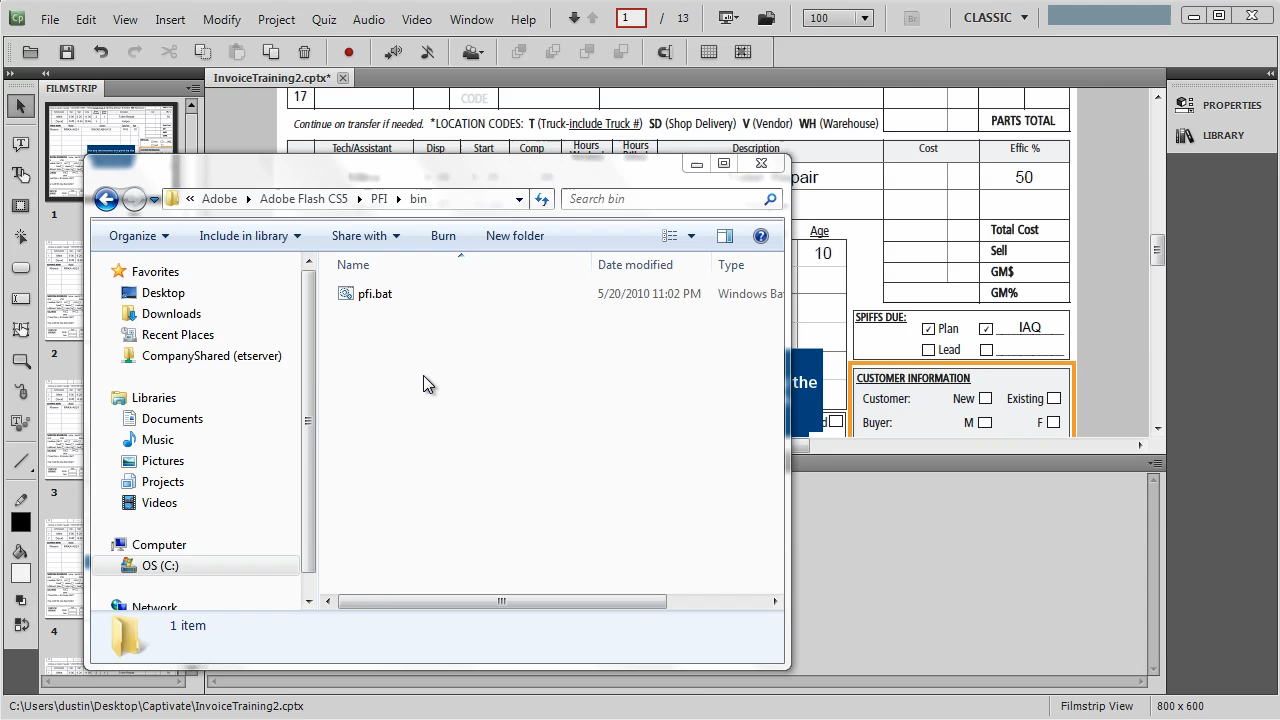 Cp File Edit View Insert Modify Project Quiz Audio Video Window Help 1 / 13 100 Br CLASSIC
InvoiceTraining2.cptx*
FILMSTRIP
PROPERTIES
LIBRARY
17 CODE
Continue on transfer if needed. *LOCATION CODES: T (Truck-include Truck #) SD (Shop Delivery) V (Vendor) WH (Warehouse) PARTS TOTAL
Tech/Assistant Disp Start Comp Hours Hours Description Cost Effic %
pair 50
Age Total Cost
10 Sell
GM$
GM%
SPIFFS DUE: Plan IAQ
Lead
the CUSTOMER INFORMATION
Customer: New Existing
Buyer: M F
1
2
3
4
« Adobe Adobe Flash CS5 PFI bin
Search bin
Organize Include in library Share with Burn New folder
Name Date modified Type
pfi.bat 5/20/2010 11:02 PM Windows Bat
Favorites
Desktop
Downloads
Recent Places
CompanyShared (etserver)
Libraries
Documents
Music
Pictures
Projects
Videos
Computer
OS (C:)
Network
1 item
C:\Users\dustin\Desktop\Captivate\InvoiceTraining2.cptx Filmstrip View 800 x 600